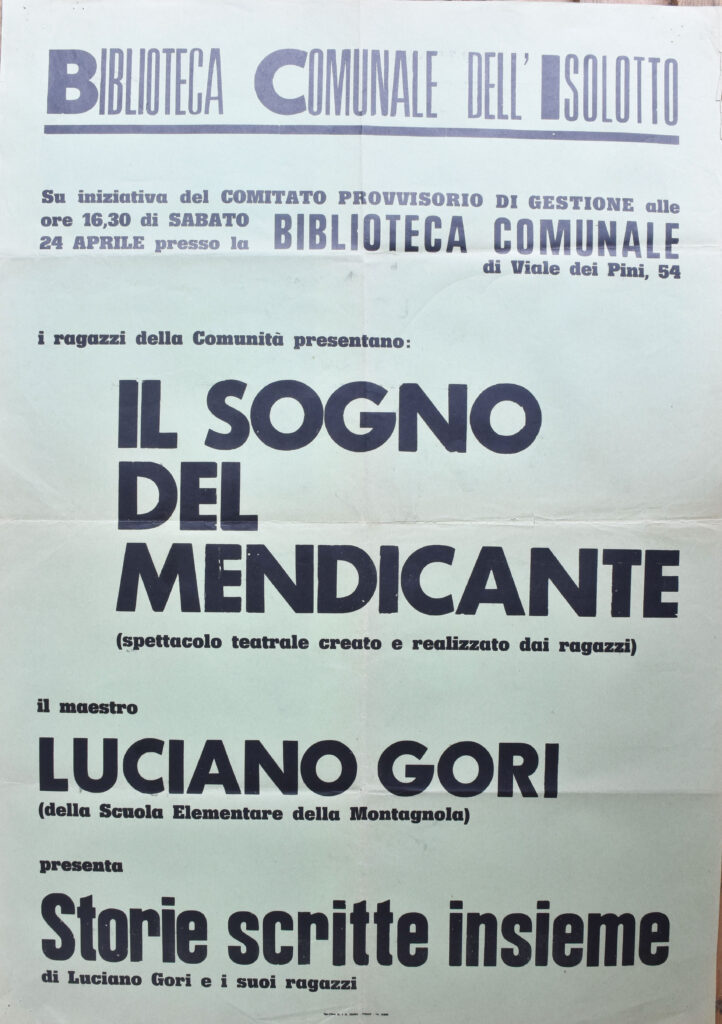 BIBLIOTECA COMUNALE DELL' ISOLOTTO
Su iniziativa del COMITATO PROVVISORIO DI GESTIONE alle
ore 16,30 di SABATO
24 APRILE presso la BIBLIOTECA COMUNALE
di Viale dei Pini, 54
i ragazzi della Comunità presentano:
IL SOGNO
DEL
MENDICANTE
(spettacolo teatrale creato e realizzato dai ragazzi)
il maestro
LUCIANO GORI
(della Scuola Elementare della Montagnola)
presenta
Storie scritte insieme
di Luciano Gori e i suoi ragazzi